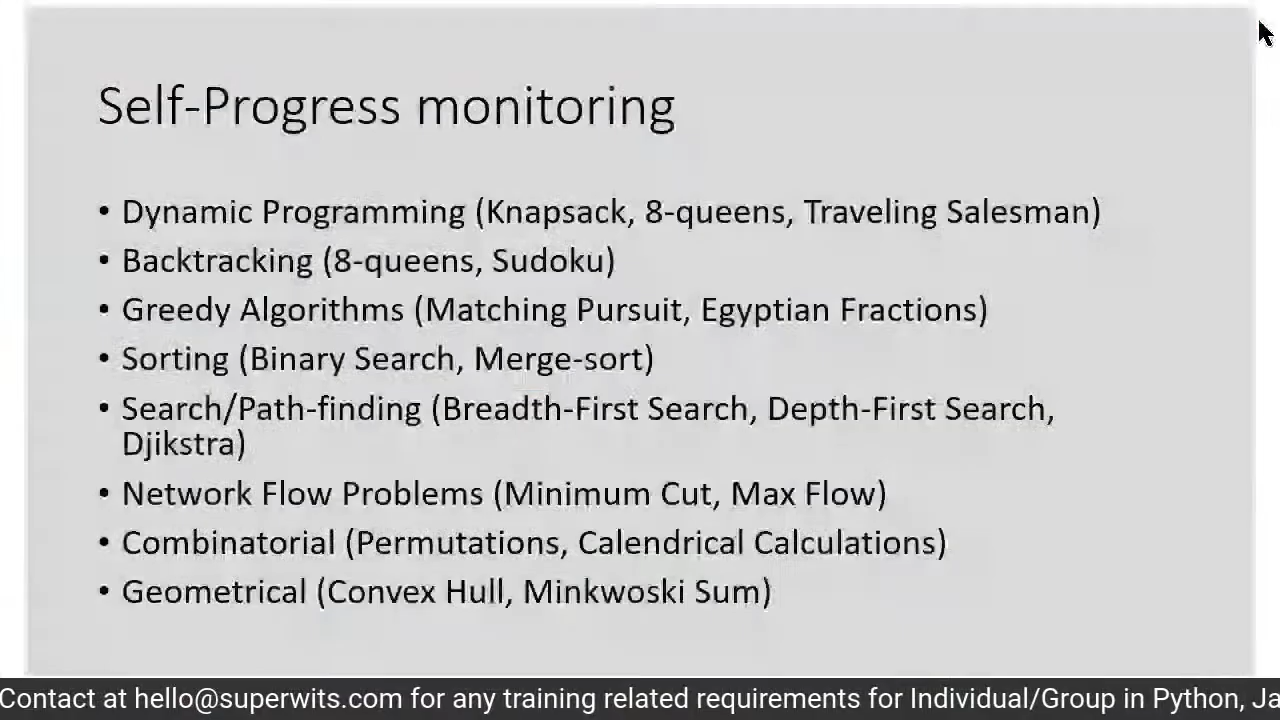 Self-Progress monitoring
• Dynamic Programming (Knapsack, 8-queens, Traveling Salesman)
• Backtracking (8-queens, Sudoku)
• Greedy Algorithms (Matching Pursuit, Egyptian Fractions)
• Sorting (Binary Search, Merge-sort)
• Search/Path-finding (Breadth-First Search, Depth-First Search,
Djikstra)
• Network Flow Problems (Minimum Cut, Max Flow)
• Combinatorial (Permutations, Calendrical Calculations)
• Geometrical (Convex Hull, Minkwoski Sum)
Contact at hello@superwits.com for any training related requirements for Individual/Group in Python, Ja